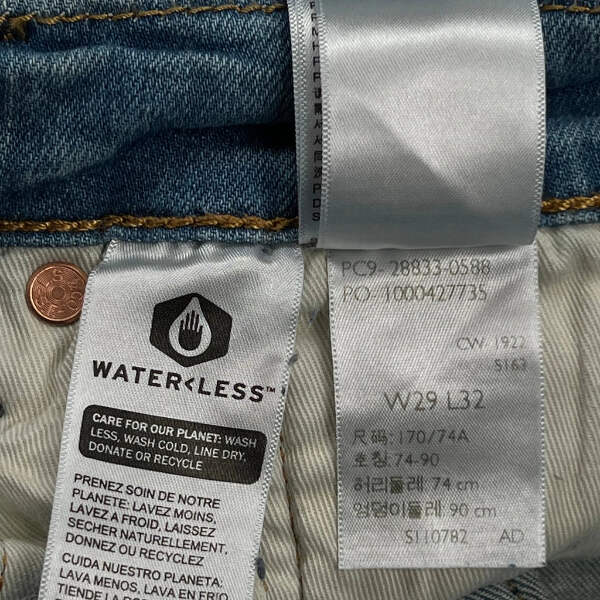 WATER<LESS™
CARE FOR OUR PLANET: WASH
LESS, WASH COLD, LINE DRY,
DONATE OR RECYCLE
PRENEZ SOIN DE NOTRE
PLANETE: LAVEZ MOINS,
LAVEZ A FROID, LAISSEZ
SECHER NATURELLEMENT,
DONNEZ OU RECYCLEZ
CUIDA NUESTRO PLANETA:
LAVA MENOS, LAVA EN FRIO
TIENDE LA
PC9-28833-0588
PO-1000427735
CW 1922
S163
W29 L32
尺码:170/74A
호칭:74-90
허리둘레 74 cm
엉덩이둘레 90 cm
S110782 AD